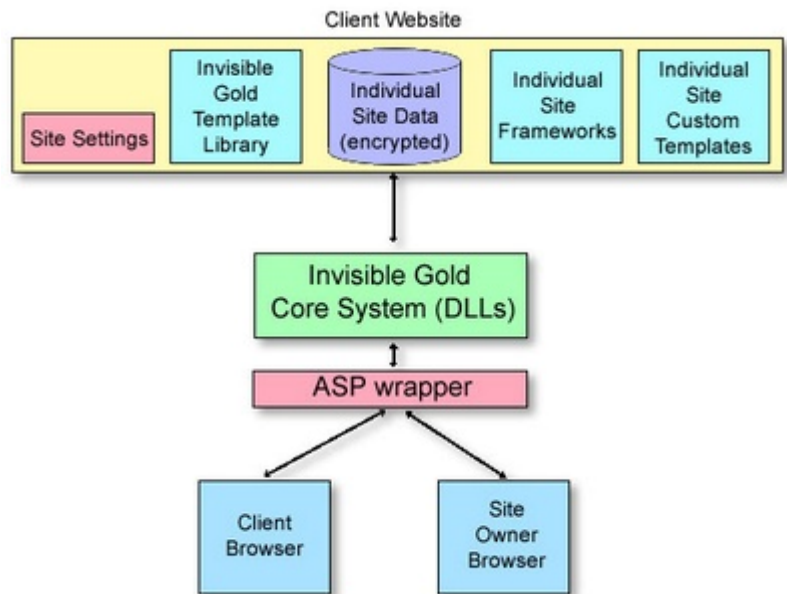 Client Website
Site Settings
Invisible
Gold
Template
Library
Individual
Site Data
(encrypted)
Individual
Site
Frameworks
Individual
Site
Custom
Templates
Invisible Gold
Core System (DLLs)
ASP wrapper
Client
Browser
Site
Owner
Browser